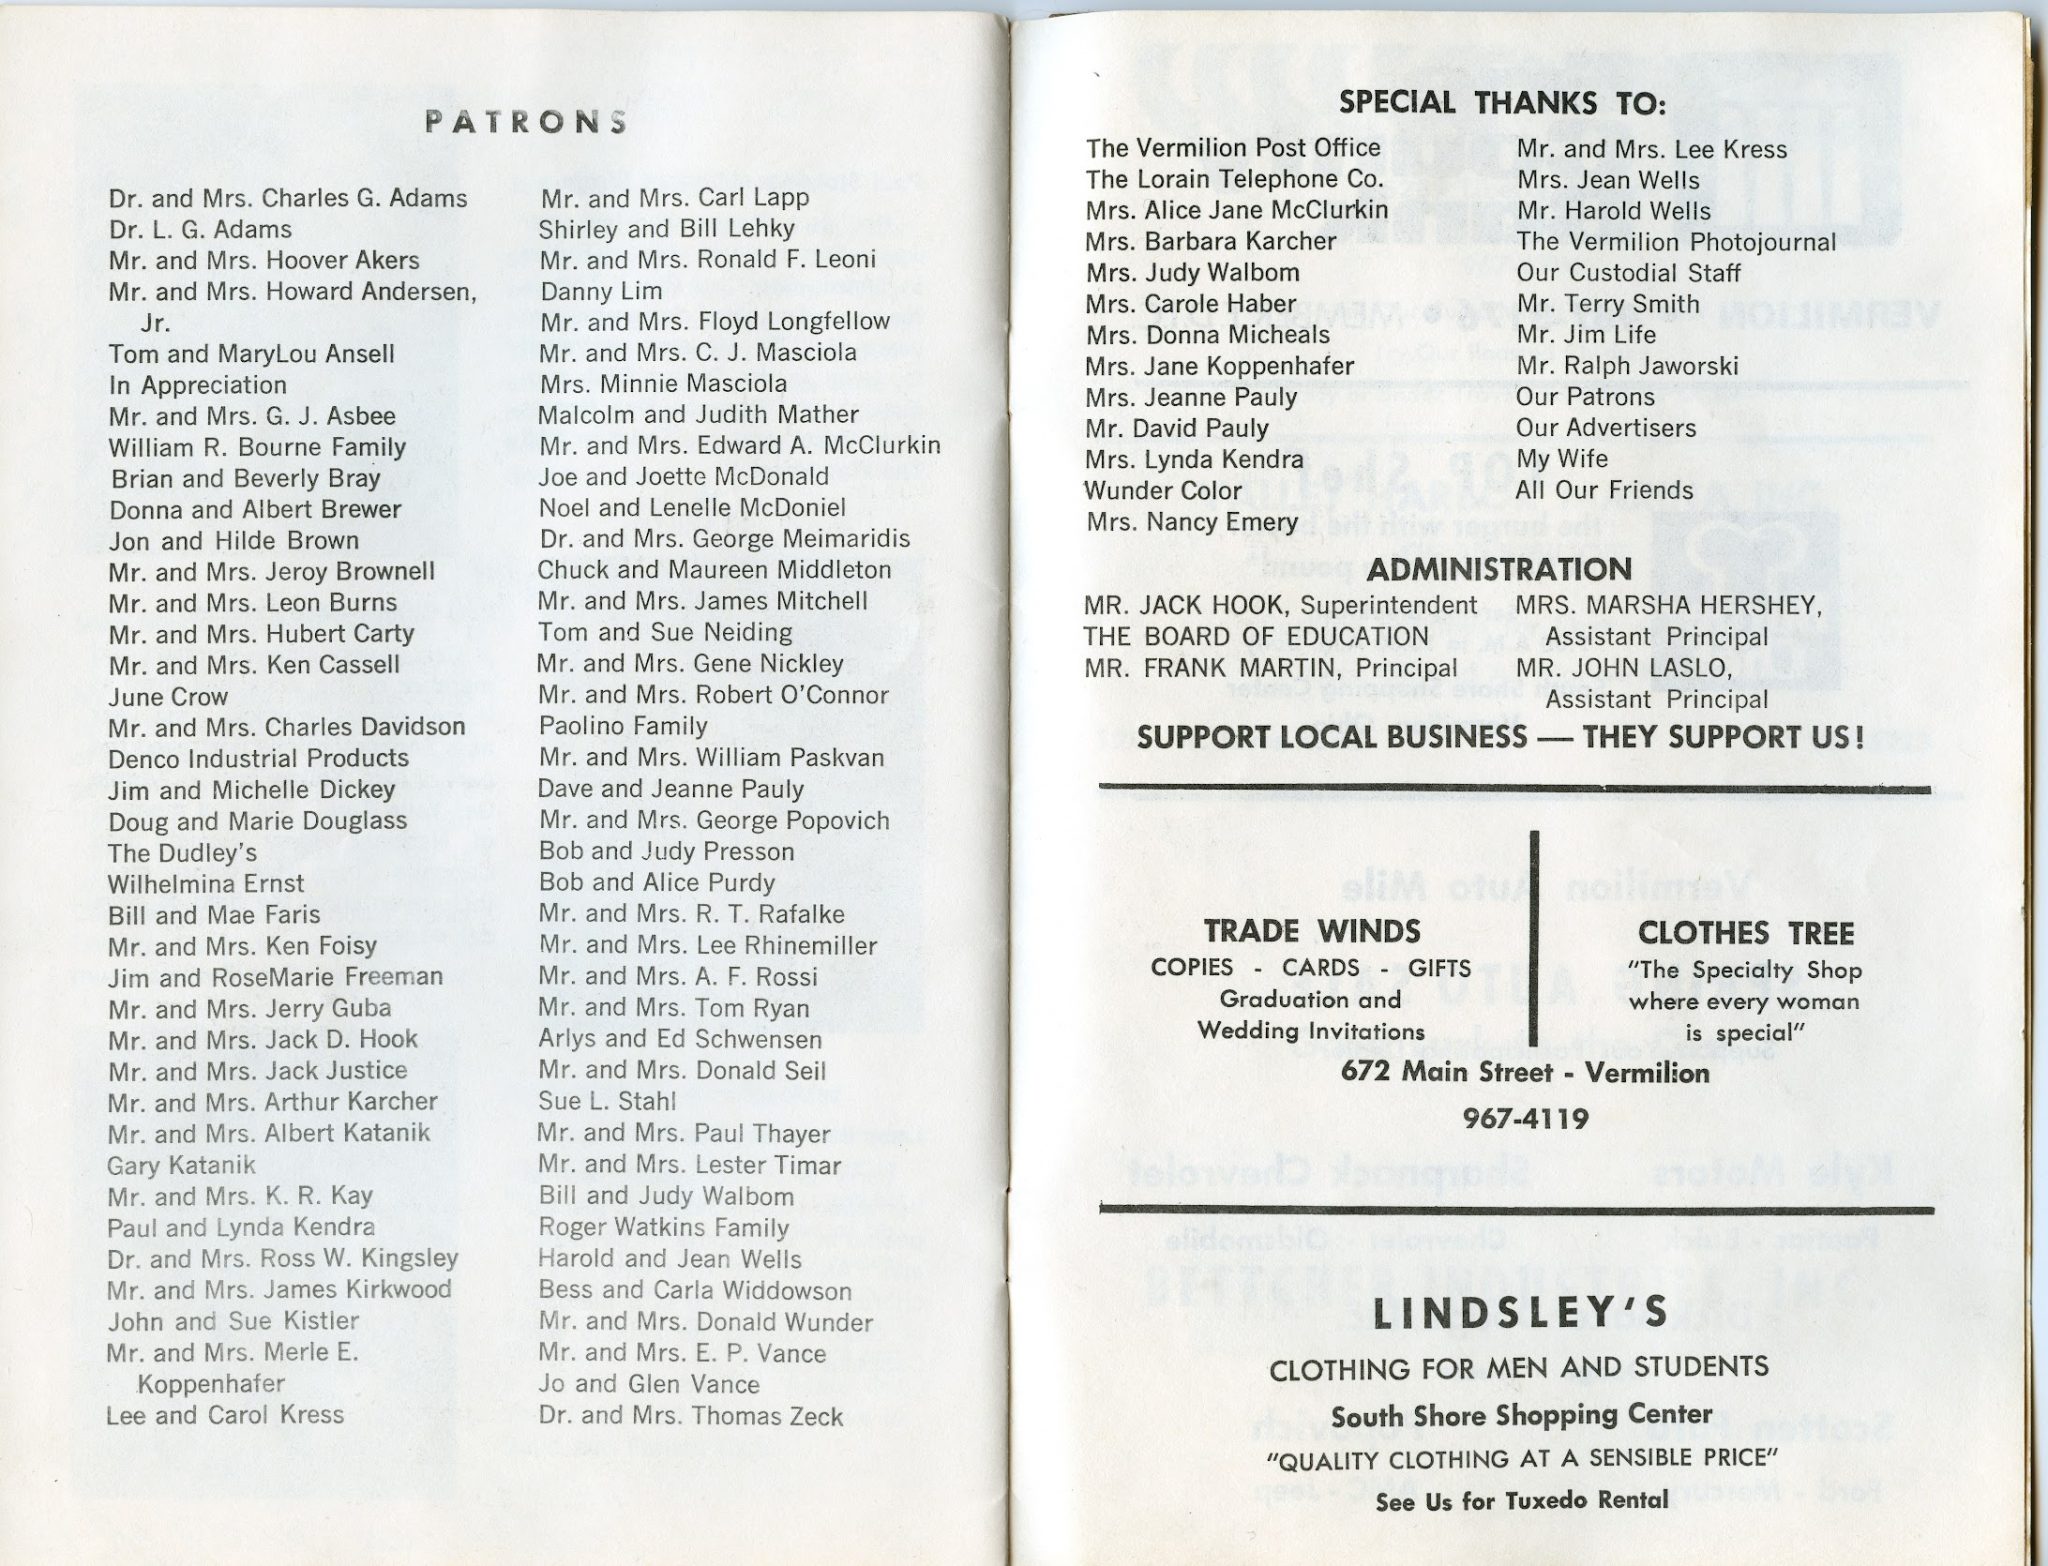 PATRONS
Dr. and Mrs. Charles G. Adams
Dr. L. G. Adams
Mr. and Mrs. Hoover Akers
Mr. and Mrs. Howard Andersen,
Jr.
Tom and MaryLou Ansell
In Appreciation
Mr. and Mrs. G. J. Asbee
William R. Bourne Family
Brian and Beverly Bray
Donna and Albert Brewer
Jon and Hilde Brown
Mr. and Mrs. Jeroy Brownell
Mr. and Mrs. Leon Burns
Mr. and Mrs. Hubert Carty
Mr. and Mrs. Ken Cassell
June Crow
Mr. and Mrs. Charles Davidson
Denco Industrial Products
Jim and Michelle Dickey
Doug and Marie Douglass
The Dudley's
Wilhelmina Ernst
Bill and Mae Faris
Mr. and Mrs. Ken Foisy
Jim and RoseMarie Freeman
Mr. and Mrs. Jerry Guba
Mr. and Mrs. Jack D. Hook
Mr. and Mrs. Jack Justice
Mr. and Mrs. Arthur Karcher
Mr. and Mrs. Albert Katanik
Gary Katanik
Mr. and Mrs. K. R. Kay
Paul and Lynda Kendra
Dr. and Mrs. Ross W. Kingsley
Mr. and Mrs. James Kirkwood
John and Sue Kistler
Mr. and Mrs. Merle E.
Koppenhafer
Lee and Carol Kress
Mr. and Mrs. Carl Lapp
Shirley and Bill Lehky
Mr. and Mrs. Ronald F. Leoni
Danny Lim
Mr. and Mrs. Floyd Longfellow
Mr. and Mrs. C. J. Masciola
Mrs. Minnie Masciola
Malcolm and Judith Mather
Mr. and Mrs. Edward A. McClurkin
Joe and Joette McDonald
Noel and Lenelle McDoniel
Dr. and Mrs. George Meimaridis
Chuck and Maureen Middleton
Mr. and Mrs. James Mitchell
Tom and Sue Neiding
Mr. and Mrs. Gene Nickley
Mr. and Mrs. Robert O'Connor
Paolino Family
Mr. and Mrs. William Paskvan
Dave and Jeanne Pauly
Mr. and Mrs. George Popovich
Bob and Judy Presson
Bob and Alice Purdy
Mr. and Mrs. R. T. Rafalke
Mr. and Mrs. Lee Rhinemiller
Mr. and Mrs. A. F. Rossi
Mr. and Mrs. Tom Ryan
Arlys and Ed Schwensen
Mr. and Mrs. Donald Seil
Sue L. Stahl
Mr. and Mrs. Paul Thayer
Mr. and Mrs. Lester Timar
Bill and Judy Walbom
Roger Watkins Family
Harold and Jean Wells
Bess and Carla Widdowson
Mr. and Mrs. Donald Wunder
Mr. and Mrs. E. P. Vance
Jo and Glen Vance
Dr. and Mrs. Thomas Zeck
SPECIAL THANKS TO:
The Vermilion Post Office
The Lorain Telephone Co.
Mrs. Alice Jane McClurkin
Mrs. Barbara Karcher
Mrs. Judy Walbom
Mrs. Carole Haber
Mrs. Donna Micheals
Mrs. Jane Koppenhafer
Mrs. Jeanne Pauly
Mr. David Pauly
Mrs. Lynda Kendra
Wunder Color
Mrs. Nancy Emery
Mr. and Mrs. Lee Kress
Mrs. Jean Wells
Mr. Harold Wells
The Vermilion Photojournal
Our Custodial Staff
Mr. Terry Smith
Mr. Jim Life
Mr. Ralph Jaworski
Our Patrons
Our Advertisers
My Wife
All Our Friends
ADMINISTRATION
MR. JACK HOOK, Superintendent
THE BOARD OF EDUCATION
MR. FRANK MARTIN, Principal
MRS. MARSHA HERSHEY,
Assistant Principal
MR. JOHN LASLO,
Assistant Principal
SUPPORT LOCAL BUSINESS — THEY SUPPORT US!
TRADE WINDS
COPIES - CARDS - GIFTS
Graduation and
Wedding Invitations
CLOTHES TREE
"The Specialty Shop
where every woman
is special"
672 Main Street - Vermilion
967-4119
LINDSLEY'S
CLOTHING FOR MEN AND STUDENTS
South Shore Shopping Center
"QUALITY CLOTHING AT A SENSIBLE PRICE"
See Us for Tuxedo Rental